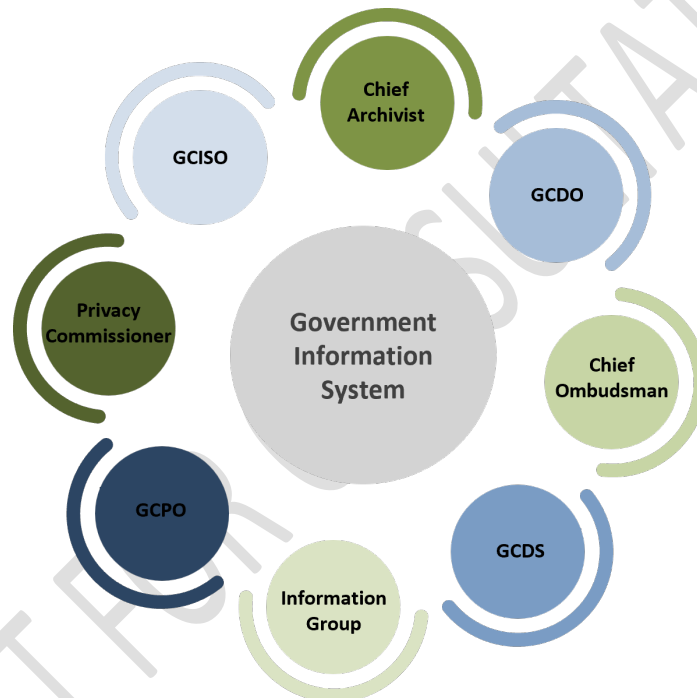 Chief
Archivist
GCISO
GCDO
Privacy
Commissioner
Government
Information
System
Chief
Ombudsman
GCPO
GCDS
Information
Group